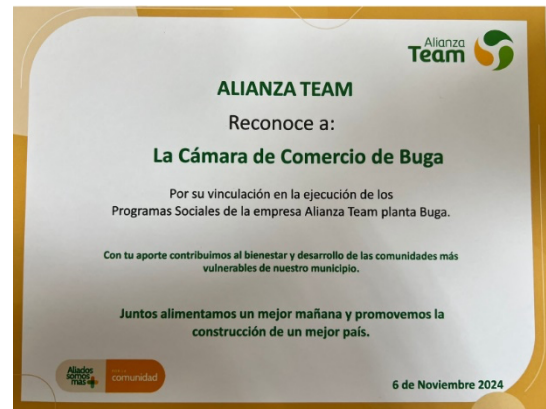 Alianza
Team
ALIANZA TEAM
Reconoce a:
La Cámara de Comercio de Buga
Por su vinculación en la ejecución de los
Programas Sociales de la empresa Alianza Team planta Buga.
Con tu aporte contribuimos al bienestar y desarrollo de las comunidades más
vulnerables de nuestro municipio.
Juntos alimentamos un mejor mañana y promovemos la
construcción de un mejor país.
Aliados
somos
más
comunidad
6 de Noviembre 2024